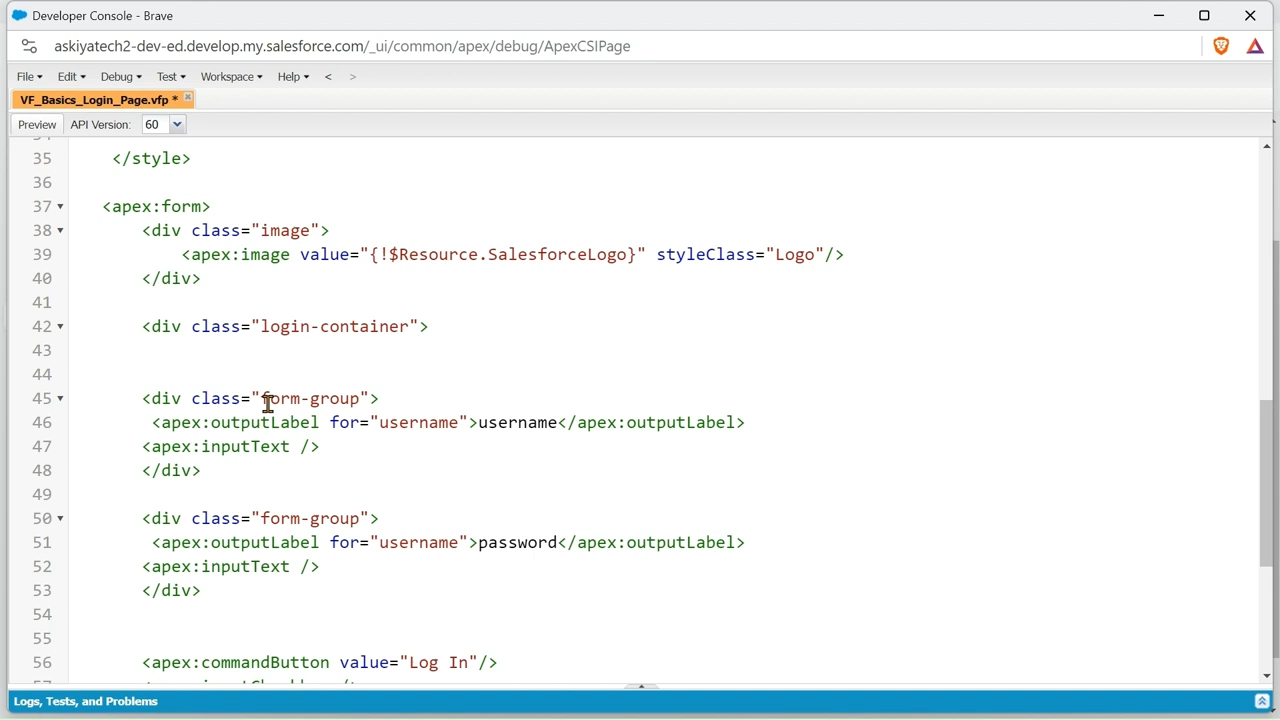 Developer Console - Brave
askiyatech2-dev-ed.develop.my.salesforce.com/_ui/common/apex/debug/ApexCSIPage
File Edit Debug Test Workspace Help < >
VF_Basics_Login_Page.vfp *
Preview API Version: 60
35 </style>
36
37 <apex:form>
38 <div class="image">
39 <apex:image value="{!$Resource.SalesforceLogo}" styleClass="Logo"/>
40 </div>
41
42 <div class="login-container">
43
44
45 <div class="form-group">
46 <apex:outputLabel for="username">username</apex:outputLabel>
47 <apex:inputText />
48 </div>
49
50 <div class="form-group">
51 <apex:outputLabel for="username">password</apex:outputLabel>
52 <apex:inputText />
53 </div>
54
55
56 <apex:commandButton value="Log In"/>
Logs, Tests, and Problems